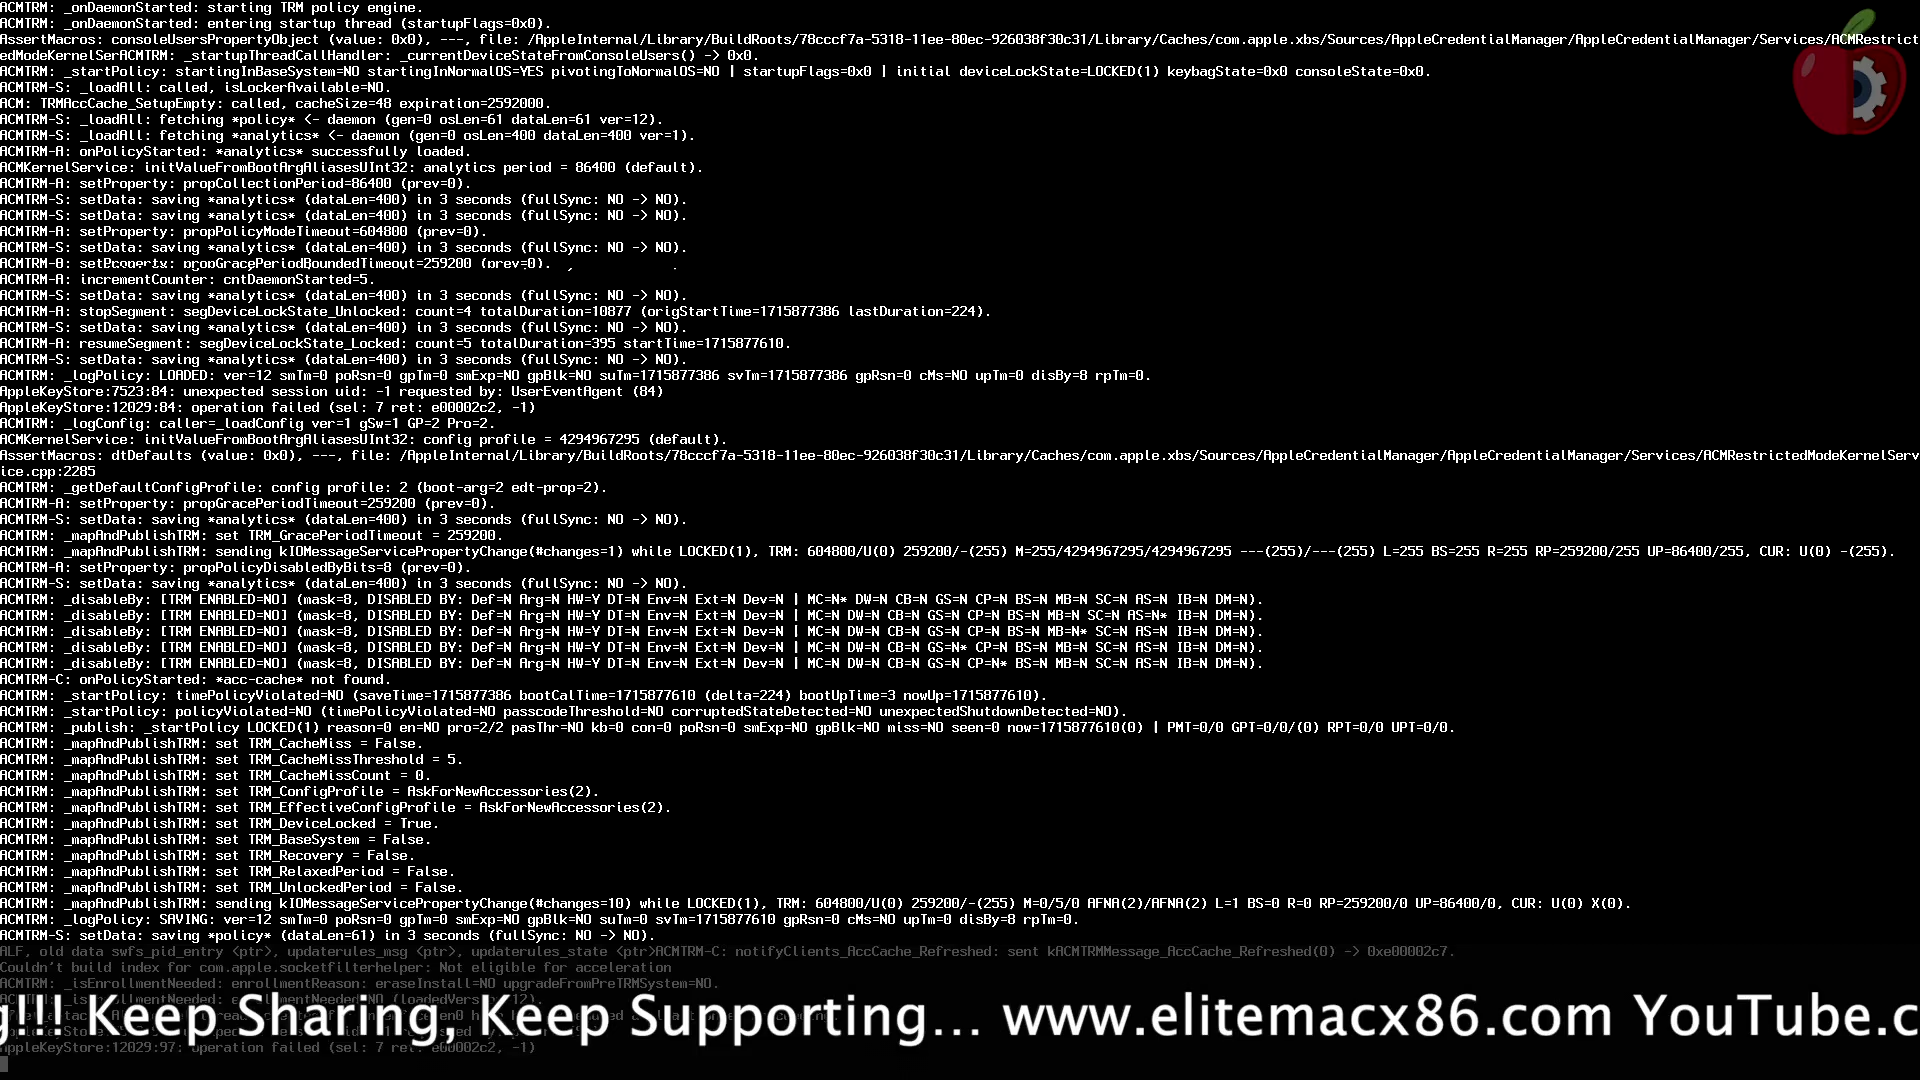 ACMTRM: _onDaemonStarted: starting TRM policy engine.
ACMTRM: _onDaemonStarted: entering startup thread (startupFlags=0x0).
AssertMacros: consoleUsersPropertyObject (value: 0x0), ---, file: /AppleInternal/Library/BuildRoots/78cccf7a-5318-11ee-80ec-926038f30c31/Library/Caches/com.apple.xbs/Sources/AppleCredentialManager/AppleCredentialManager/Services/ACMRestrict
edModeKernelSerACMTRM: _startupThreadCallHandler: _currentDeviceStateFromConsoleUsers() -> 0x0.
ACMTRM: _startPolicy: startingInBaseSystem=NO startingInNormalOS=YES pivotingToNormalOS=NO | startupFlags=0x0 | initial deviceLockState=LOCKED(1) keybagState=0x0 consoleState=0x0.
ACMTRM-S: _loadAll: called, isLockerAvailable=NO.
ACM: TRMAccCache_SetupEmpty: called, cacheSize=48 expiration=2592000.
ACMTRM-S: _loadAll: fetching *policy* <- daemon (gen=0 osLen=61 dataLen=61 ver=12).
ACMTRM-S: _loadAll: fetching *analytics* <- daemon (gen=0 osLen=400 dataLen=400 ver=1).
ACMTRM-A: onPolicyStarted: *analytics* successfully loaded.
ACMKernelService: initValueFromBootArgAliasesUInt32: analytics period = 86400 (default).
ACMTRM-A: setProperty: propCollectionPeriod=86400 (prev=0).
ACMTRM-S: setData: saving *analytics* (dataLen=400) in 3 seconds (fullSync: NO -> NO).
ACMTRM-S: setData: saving *analytics* (dataLen=400) in 3 seconds (fullSync: NO -> NO).
ACMTRM-A: setProperty: propPolicyModeTimeout=604800 (prev=0).
ACMTRM-S: setData: saving *analytics* (dataLen=400) in 3 seconds (fullSync: NO -> NO).
setProperty: propGracePeriodBoundedTimeout=259200 (prev=0).
ACMTRM-A: incrementCounter: cntDaemonStarted=5.
ACMTRM-S: setData: saving *analytics* (dataLen=400) in 3 seconds (fullSync: NO -> NO).
ACMTRM-A: stopSegment: segDeviceLockState_Unlocked: count=4 totalDuration=10877 (origStartTime=1715877386 lastDuration=224).
ACMTRM-S: setData: saving *analytics* (dataLen=400) in 3 seconds (fullSync: NO -> NO).
ACMTRM-A: resumeSegment: segDeviceLockState_Locked: count=5 totalDuration=395 startTime=1715877610.
ACMTRM-S: setData: saving *analytics* (dataLen=400) in 3 seconds (fullSync: NO -> NO).
ACMTRM: _logPolicy: LOADED: ver=12 smTm=0 poRsn=0 gpTm=0 smExp=NO gpBlk=NO suTm=1715877386 svTm=1715877386 gpRsn=0 cMs=NO upTm=0 disBy=8 rpTm=0.
AppleKeyStore:7523:84: unexpected session uid: -1 requested by: UserEventAgent (84)
AppleKeyStore:12029:84: operation failed (sel: 7 ret: e00002c2, -1)
ACMTRM: _logConfig: caller=_loadConfig ver=1 gSw=1 GP=2 Pro=2.
ACMKernelService: initValueFromBootArgAliasesUInt32: config profile = 4294967295 (default).
AssertMacros: dtDefaults (value: 0x0), ---, file: /AppleInternal/Library/BuildRoots/78cccf7a-5318-11ee-80ec-926038f30c31/Library/Caches/com.apple.xbs/Sources/AppleCredentialManager/AppleCredentialManager/Services/ACMRestrictedModeKernelServ
ice.cpp:2285
ACMTRM: _getDefaultConfigProfile: config profile: 2 (boot-arg=2 edt-prop=2).
ACMTRM-A: setProperty: propGracePeriodTimeout=259200 (prev=0).
ACMTRM-S: setData: saving *analytics* (dataLen=400) in 3 seconds (fullSync: NO -> NO).
ACMTRM: _mapAndPublishTRM: set TRM_GracePeriodTimeout = 259200.
ACMTRM: _mapAndPublishTRM: sending kIOMessageServicePropertyChange(#changes=1) while LOCKED(1), TRM: 604800/U(0) 259200/-(255) M=255/4294967295/4294967295 ---(255)/---(255) L=255 BS=255 R=255 RP=259200/255 UP=86400/255, CUR: U(0) -(255).
ACMTRM-A: setProperty: propPolicyDisabledByBits=8 (prev=0).
ACMTRM-S: setData: saving *analytics* (dataLen=400) in 3 seconds (fullSync: NO -> NO).
ACMTRM: _disableBy: [TRM ENABLED=NO] (mask=8, DISABLED BY: Def=N Arg=N HW=Y DT=N Env=N Ext=N Dev=N | MC=N* DW=N CB=N GS=N CP=N BS=N MB=N SC=N AS=N IB=N DM=N).
ACMTRM: _disableBy: [TRM ENABLED=NO] (mask=8, DISABLED BY: Def=N Arg=N HW=Y DT=N Env=N Ext=N Dev=N | MC=N DW=N CB=N GS=N CP=N BS=N MB=N SC=N AS=N* IB=N DM=N).
ACMTRM: _disableBy: [TRM ENABLED=NO] (mask=8, DISABLED BY: Def=N Arg=N HW=Y DT=N Env=N Ext=N Dev=N | MC=N DW=N CB=N GS=N CP=N BS=N MB=N* SC=N AS=N IB=N DM=N).
ACMTRM: _disableBy: [TRM ENABLED=NO] (mask=8, DISABLED BY: Def=N Arg=N HW=Y DT=N Env=N Ext=N Dev=N | MC=N DW=N CB=N GS=N* CP=N BS=N MB=N SC=N AS=N IB=N DM=N).
ACMTRM: _disableBy: [TRM ENABLED=NO] (mask=8, DISABLED BY: Def=N Arg=N HW=Y DT=N Env=N Ext=N Dev=N | MC=N DW=N CB=N GS=N CP=N* BS=N MB=N SC=N AS=N IB=N DM=N).
ACMTRM-C: onPolicyStarted: *acc-cache* not found.
ACMTRM: _startPolicy: timePolicyViolated=NO (saveTime=1715877386 bootCalTime=1715877610 (delta=224) bootUpTime=3 nowUp=1715877610).
ACMTRM: _startPolicy: policyViolated=NO (timePolicyViolated=NO passcodeThreshold=NO corruptedStateDetected=NO unexpectedShutdownDetected=NO).
ACMTRM: _publish: _startPolicy LOCKED(1) reason=0 en=NO pro=2/2 pasThr=NO kb=0 con=0 poRsn=0 smExp=NO gpBlk=NO miss=NO seen=0 now=1715877610(0) | PMT=0/0 GPT=0/0/(0) RPT=0/0 UPT=0/0.
ACMTRM: _mapAndPublishTRM: set TRM_CacheMiss = False.
ACMTRM: _mapAndPublishTRM: set TRM_CacheMissThreshold = 5.
ACMTRM: _mapAndPublishTRM: set TRM_CacheMissCount = 0.
ACMTRM: _mapAndPublishTRM: set TRM_ConfigProfile = AskForNewAccessories(2).
ACMTRM: _mapAndPublishTRM: set TRM_EffectiveConfigProfile = AskForNewAccessories(2).
ACMTRM: _mapAndPublishTRM: set TRM_DeviceLocked = True.
ACMTRM: _mapAndPublishTRM: set TRM_BaseSystem = False.
ACMTRM: _mapAndPublishTRM: set TRM_Recovery = False.
ACMTRM: _mapAndPublishTRM: set TRM_RelaxedPeriod = False.
ACMTRM: _mapAndPublishTRM: set TRM_UnlockedPeriod = False.
ACMTRM: _mapAndPublishTRM: sending kIOMessageServicePropertyChange(#changes=10) while LOCKED(1), TRM: 604800/U(0) 259200/-(255) M=0/5/0 AFNA(2)/AFNA(2) L=1 BS=0 R=0 RP=259200/0 UP=86400/0, CUR: U(0) X(0).
ACMTRM: _logPolicy: SAVING: ver=12 smTm=0 poRsn=0 gpTm=0 smExp=NO gpBlk=NO suTm=0 svTm=1715877610 gpRsn=0 cMs=NO upTm=0 disBy=8 rpTm=0.
ACMTRM-S: setData: saving *policy* (dataLen=61) in 3 seconds (fullSync: NO -> NO).
ALF, old data swfs_pid_entry <ptr>, updaterules_msg <ptr>, updaterules_state <ptr>ACMTRM-C: notifyClients_AccCache_Refreshed: sent kACMTRMMessage_AccCache_Refreshed(0) -> 0xe00002c7.
Couldn't build index for com.apple.socketfilterhelper: Not eligible for acceleration
ACMTRM: _isEnrollmentNeeded: enrollmentReason: eraseInstall=NO upgradeFromPreTRMSystem=NO.
g!!! Keep Sharing, Keep Supporting... www.elitemacx86.com YouTube.c
AppleKeyStore:12029:97: operation failed (sel: 7 ret: e00002c2, -1)